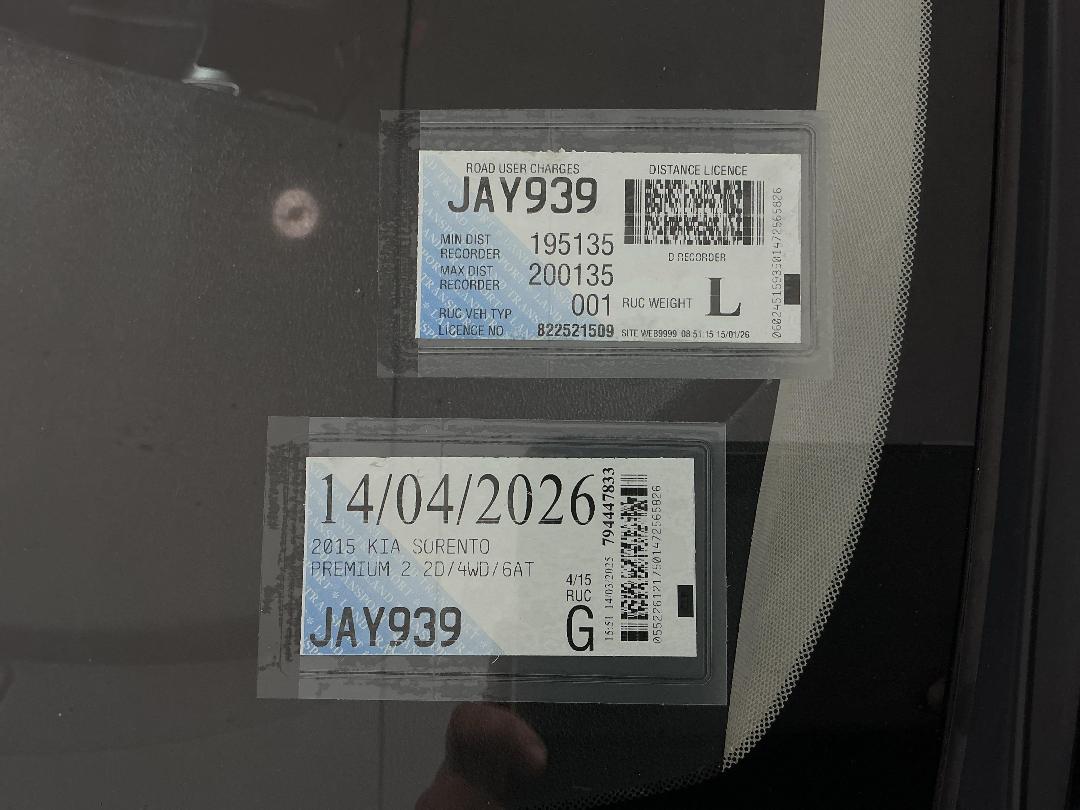 ROAD USER CHARGES
JAY939
DISTANCE LICENCE
MIN DIST RECORDER 195135
MAX DIST RECORDER 200135
D RECORDER
RUC VEH TYP 001
RUC WEIGHT L
LICENCE NO 822521509
SITE WEB9999 08:51:15 15/01/26
14/04/2026
2015 KIA SORENTO
PREMIUM 2.2D/4WD/6AT
4/15
RUC
G
JAY939
15:51 14/03/2025 794447833